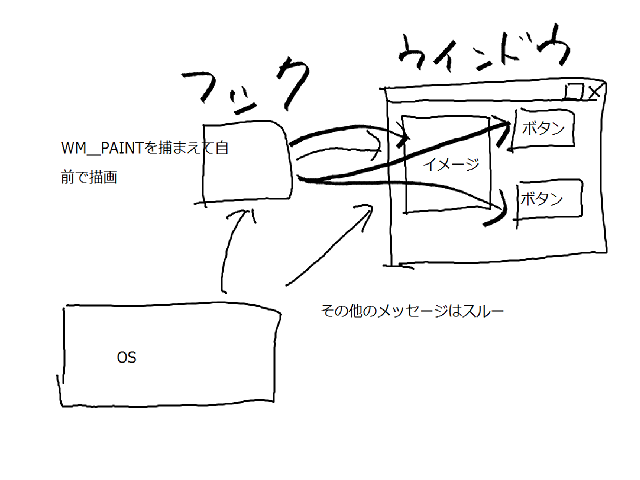 フック
ウインドウ
WM__PAINTを捕まえて自
前で描画
イメージ
ボタン
ボタン
その他のメッセージはスルー
OS